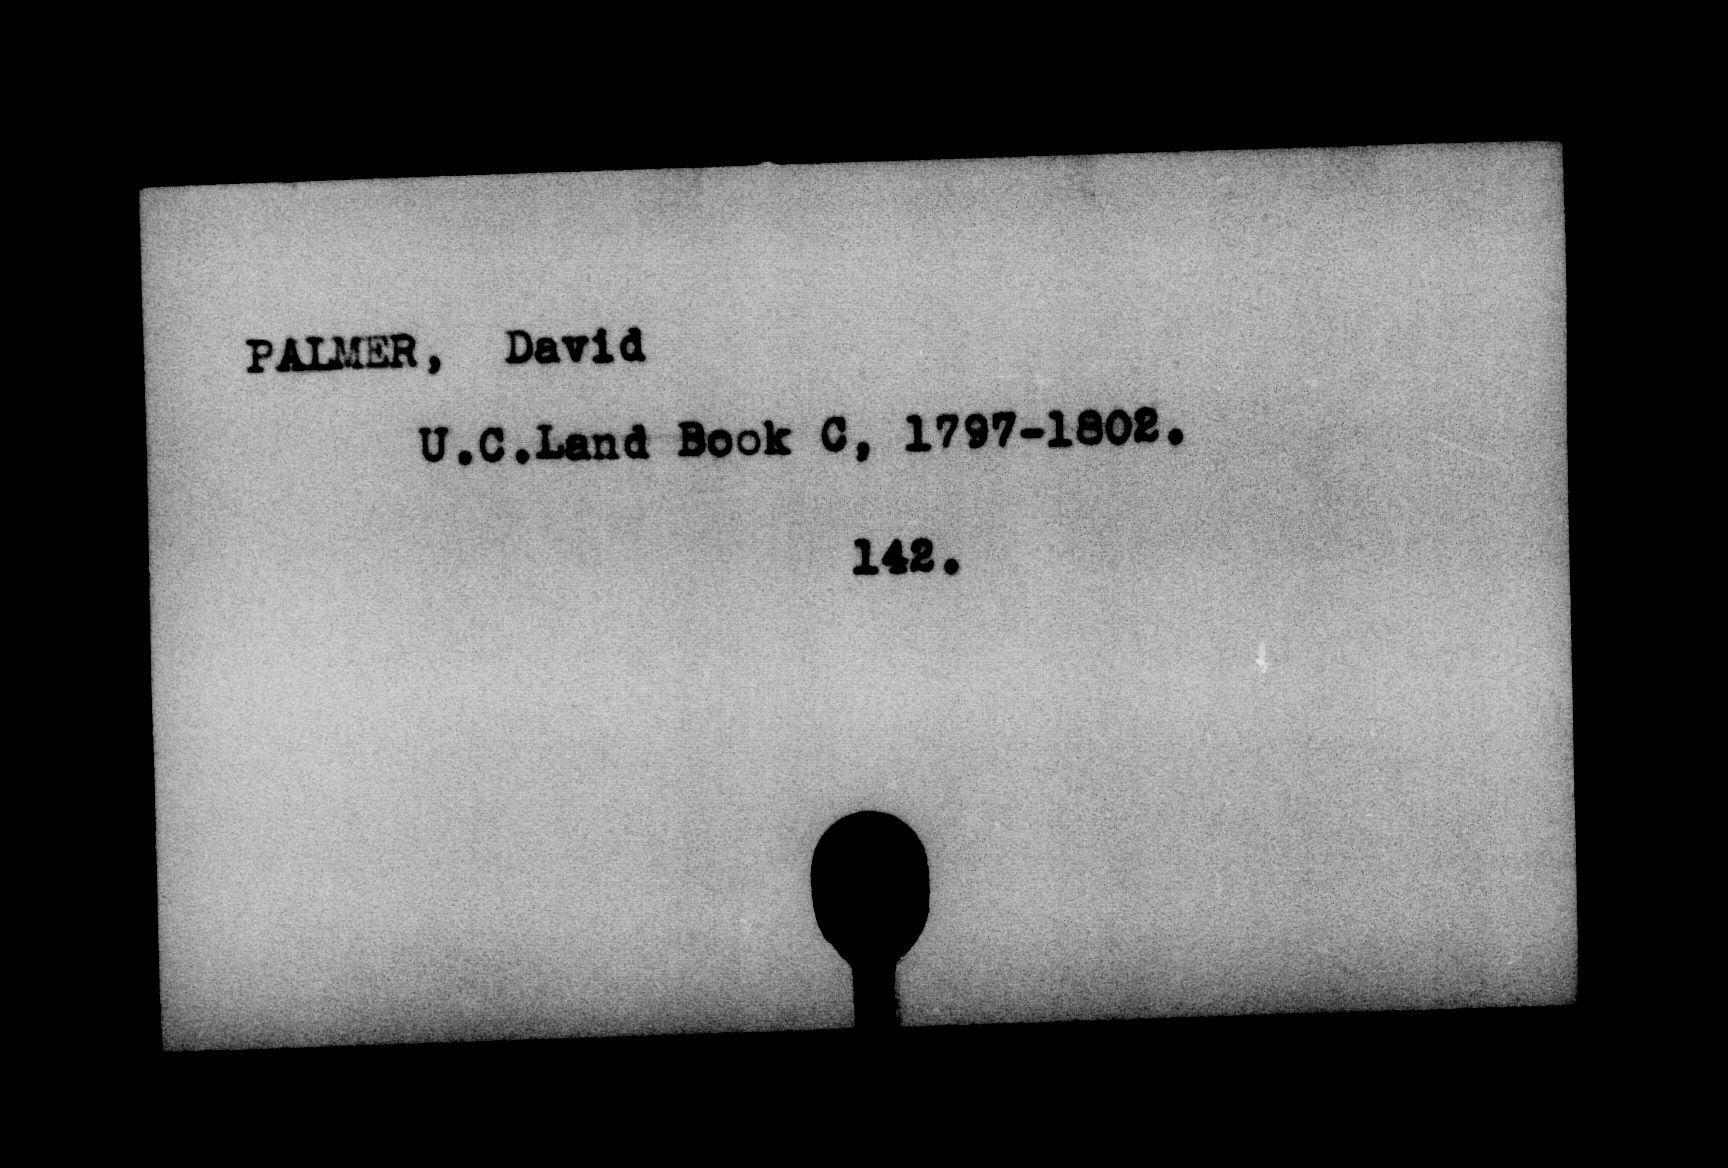 PALMER, David
U.C.Land Book C, 1797-1802.
142.